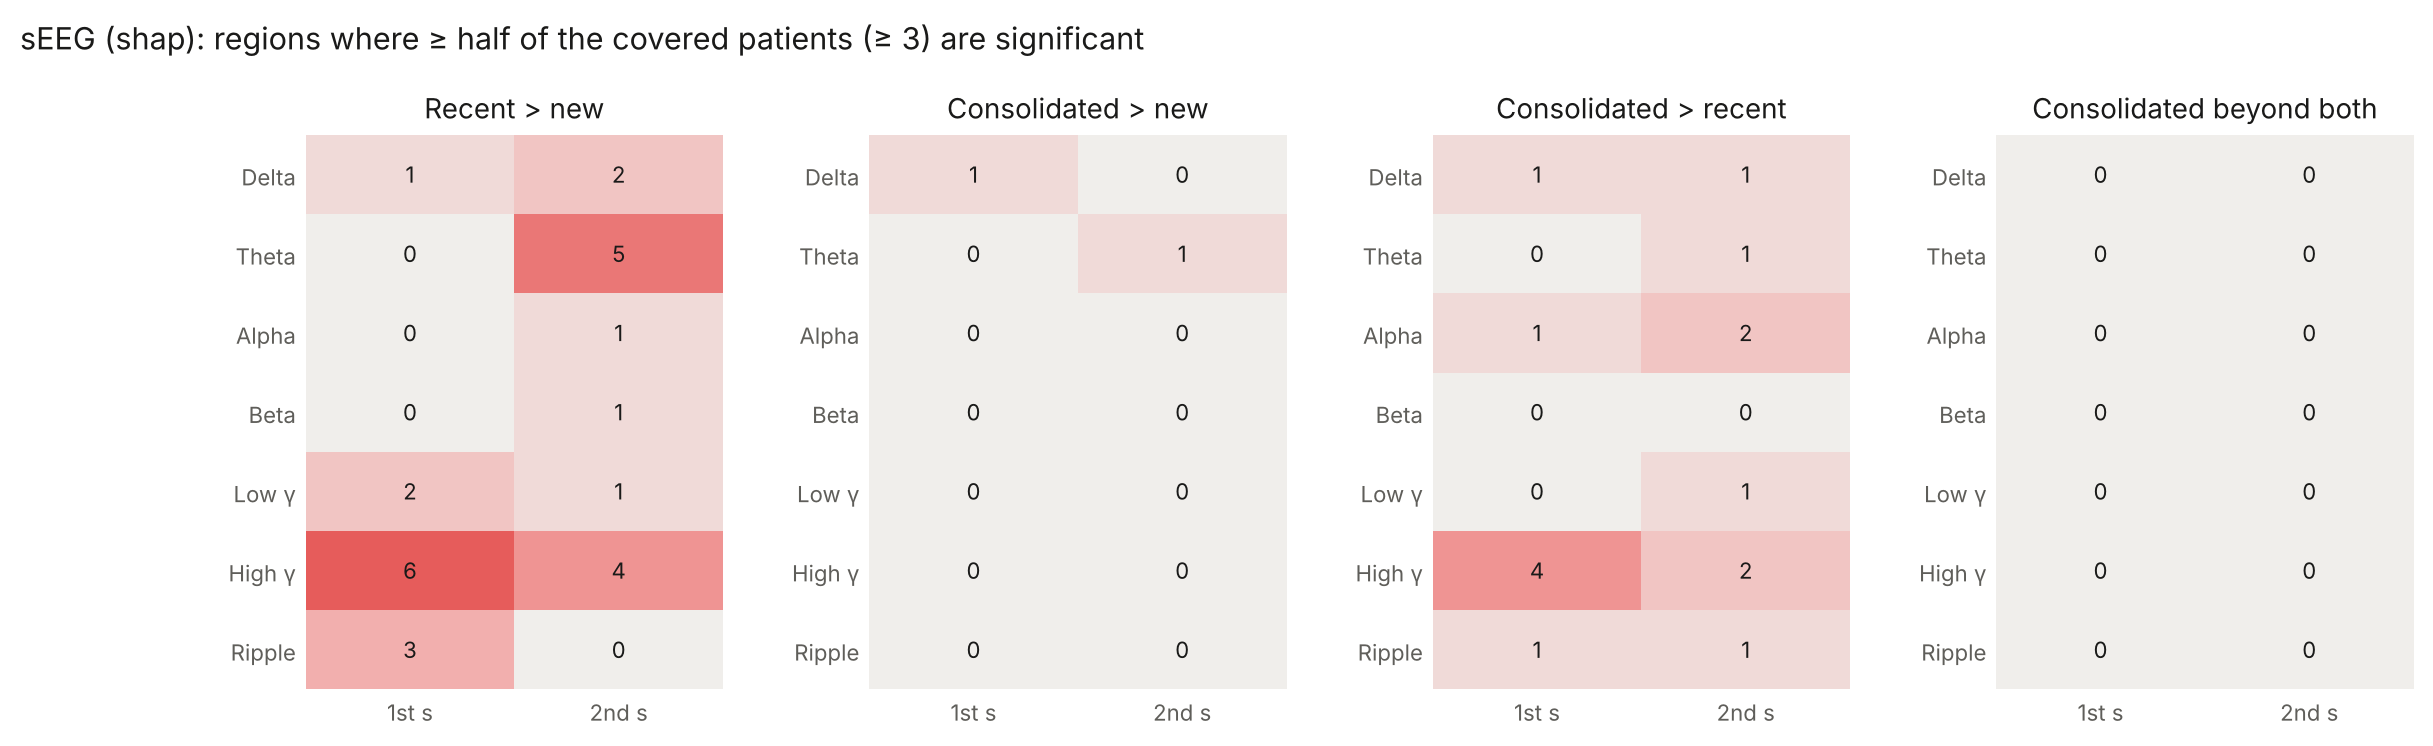 sEEG (shap): regions where ≥ half of the covered patients (≥ 3) are significant
Recent > new
Delta 1 2
Theta 0 5
Alpha 0 1
Beta 0 1
Low γ 2 1
High γ 6 4
Ripple 3 0
1st s 2nd s
Consolidated > new
Delta 1 0
Theta 0 1
Alpha 0 0
Beta 0 0
Low γ 0 0
High γ 0 0
Ripple 0 0
1st s 2nd s
Consolidated > recent
Delta 1 1
Theta 0 1
Alpha 1 2
Beta 0 0
Low γ 0 1
High γ 4 2
Ripple 1 1
1st s 2nd s
Consolidated beyond both
Delta 0 0
Theta 0 0
Alpha 0 0
Beta 0 0
Low γ 0 0
High γ 0 0
Ripple 0 0
1st s 2nd s